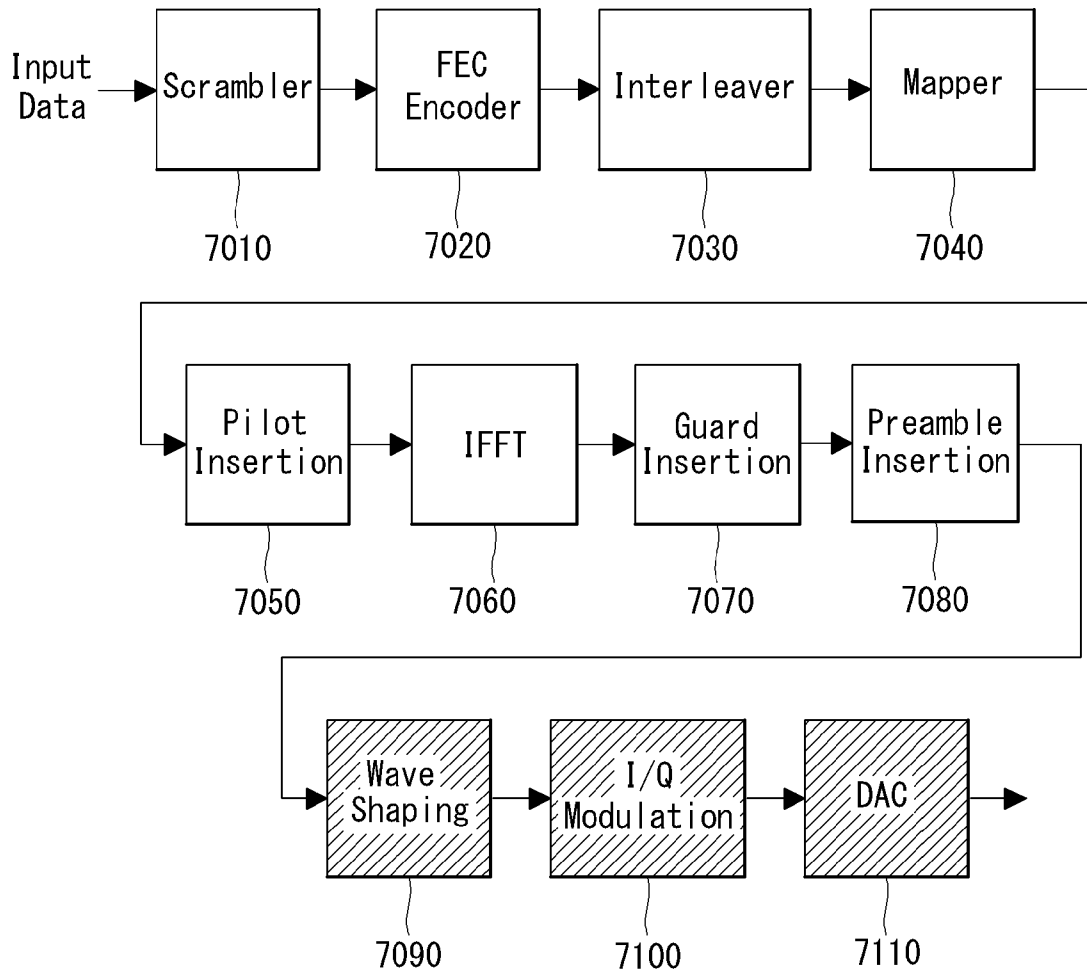 Input
Data
Scrambler
FEC
Encoder
Interleaver
Mapper
7010
7020
7030
7040
Pilot
Insertion
IFFT
Guard
Insertion
Preamble
Insertion
7050
7060
7070
7080
Wave
Shaping
I/Q
Modulation
DAC
7090
7100
7110